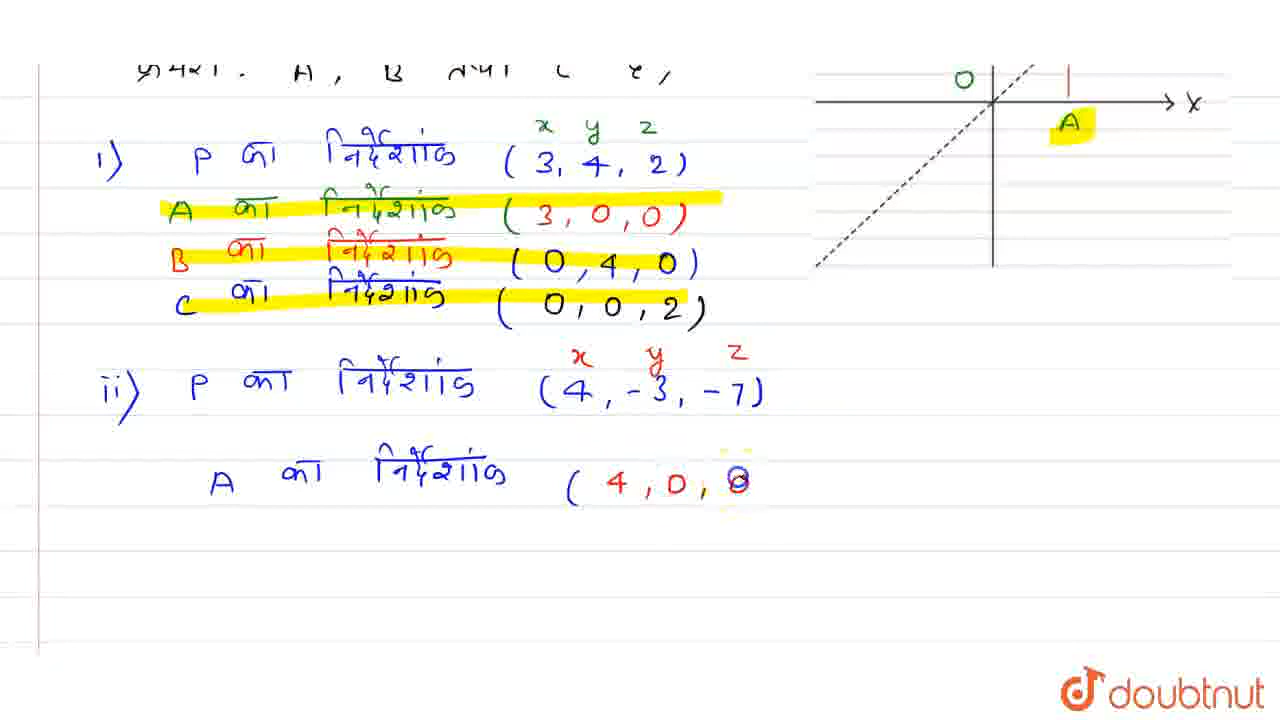 A, B
i) P का निर्देशांक (3, 4, 2)
x y z
A का निर्देशांक (3, 0, 0)
B का निर्देशांक (0, 4, 0)
C का निर्देशांक (0, 0, 2)
x y z
ii) P का निर्देशांक (4, -3, -7)
A का निर्देशांक (4, 0, 0
O
X
A
doubtnut